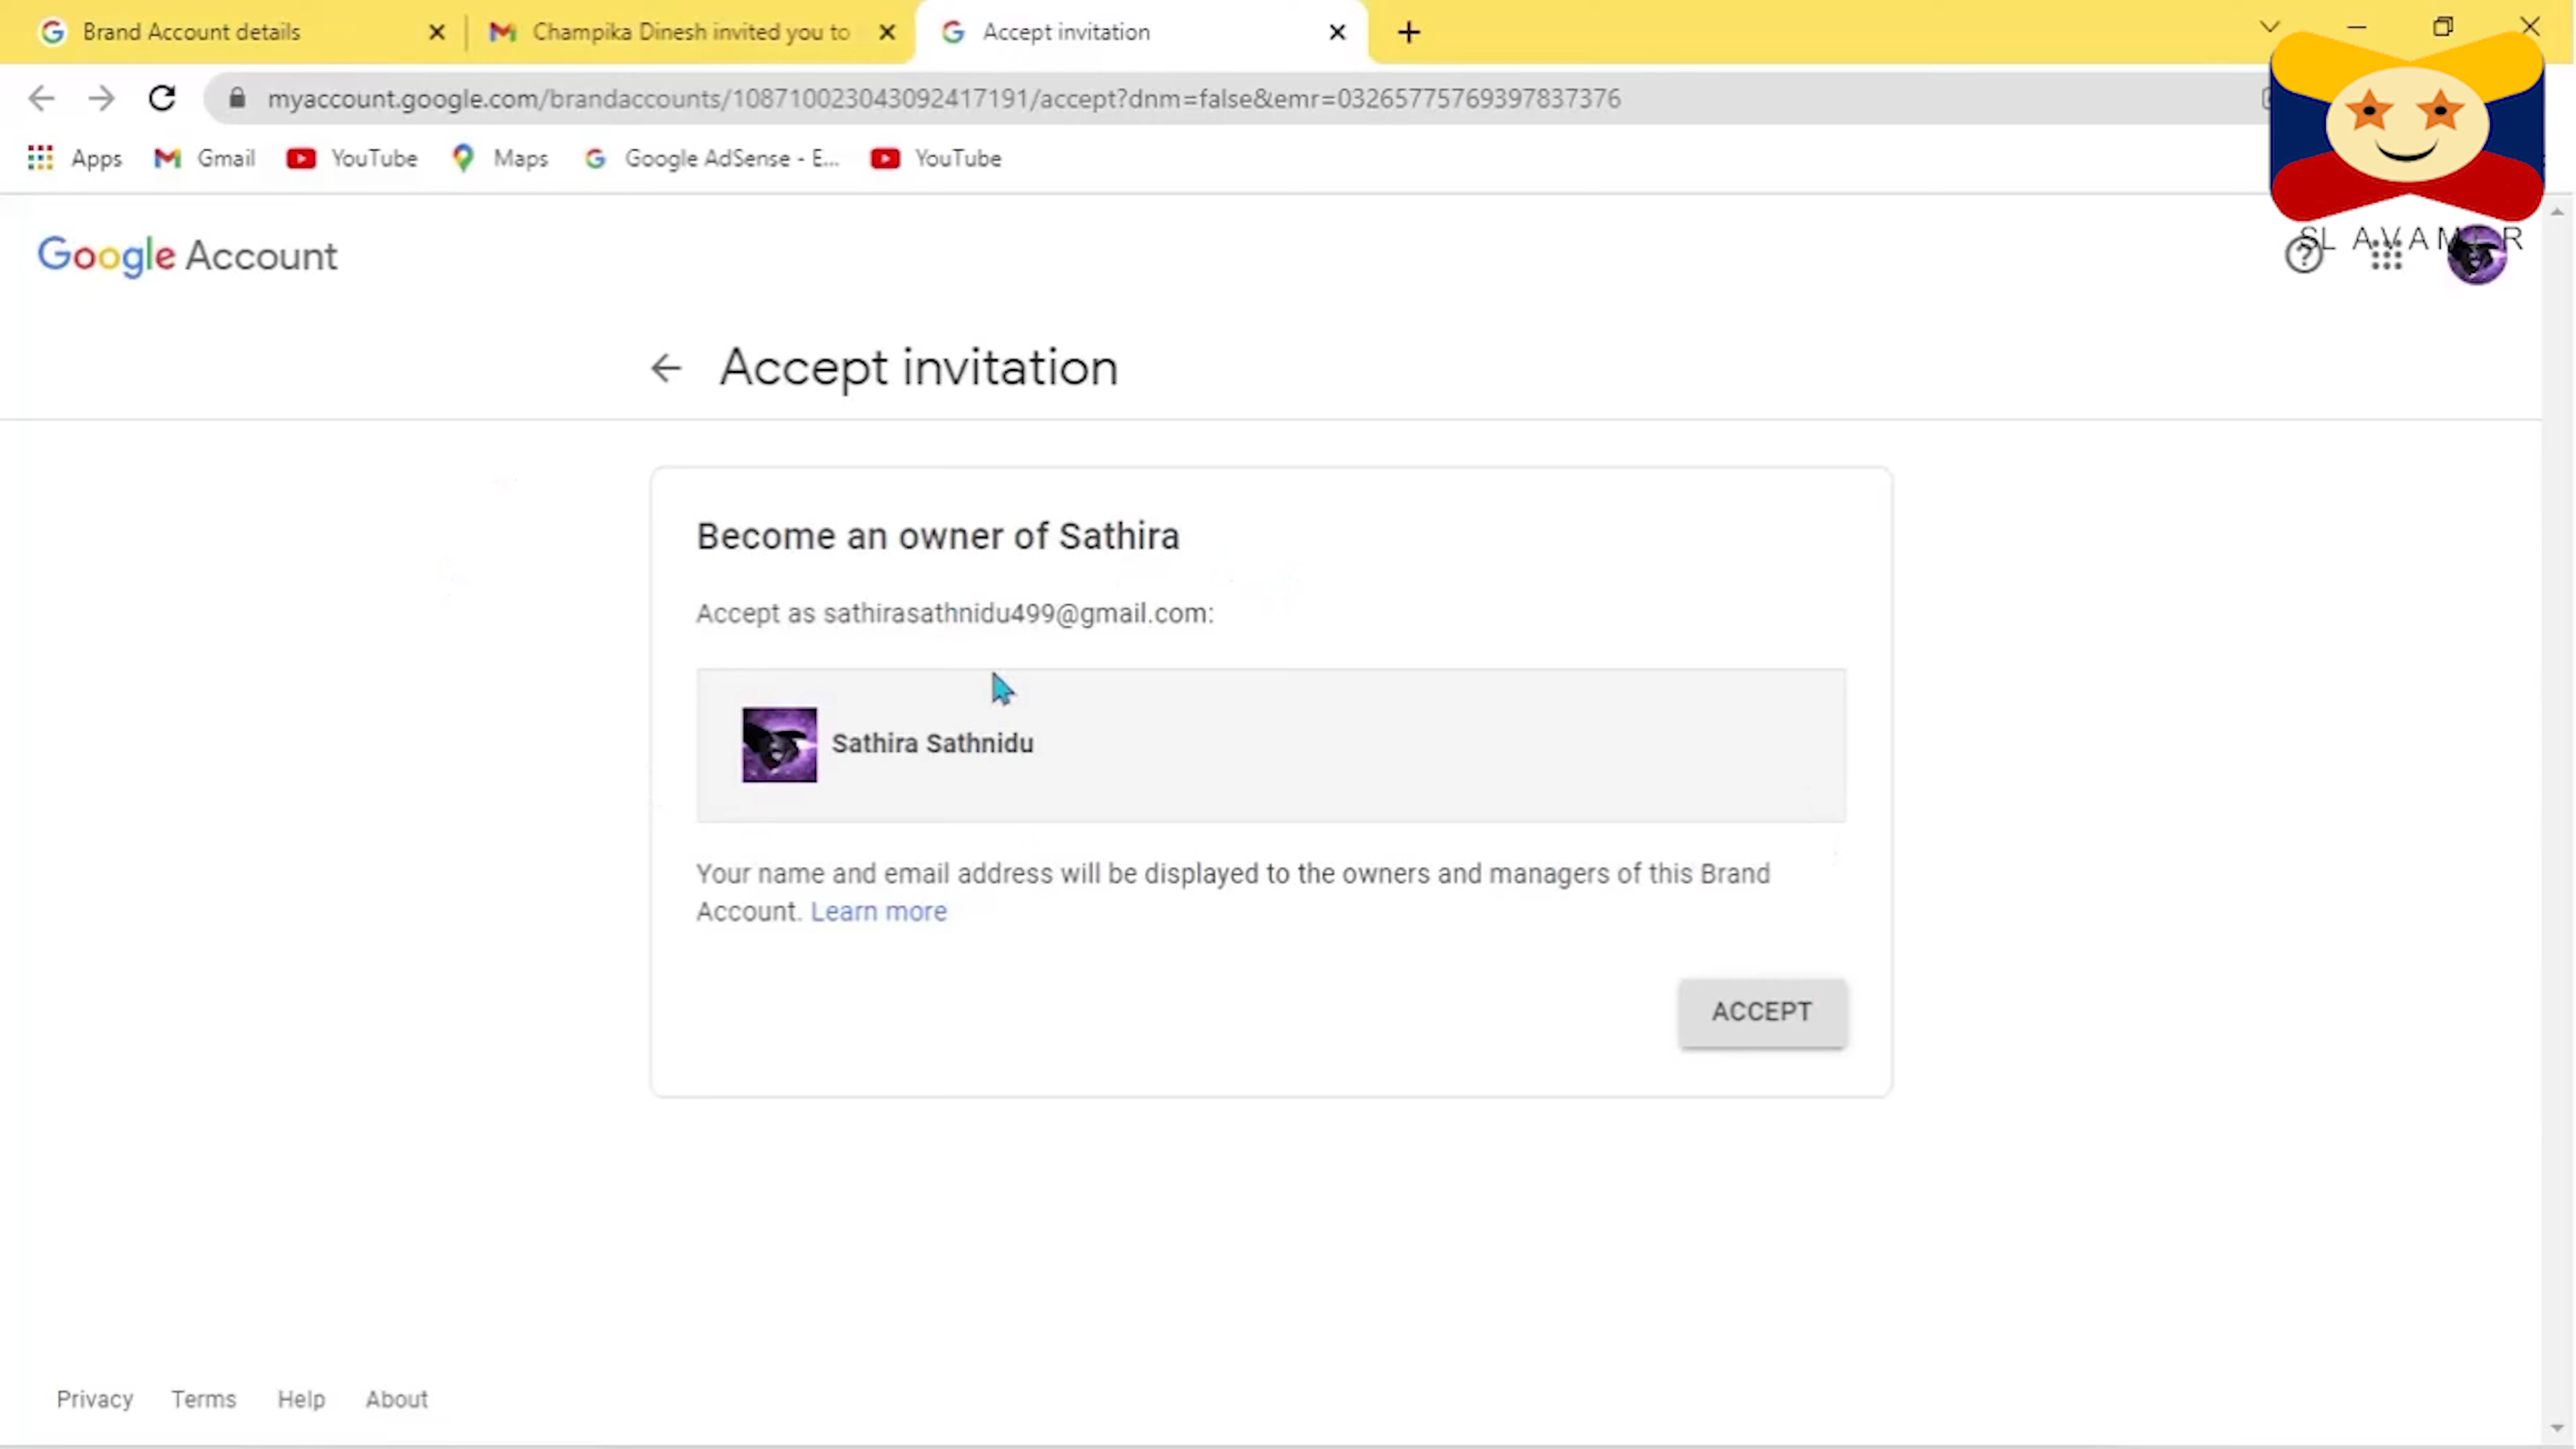 Brand Account details
Champika Dinesh invited you to
Accept invitation
myaccount.google.com/brandaccounts/108710023043092417191/accept?dnm=false&emr=03265775769397837376
Apps
Gmail
YouTube
Maps
Google AdSense - E...
YouTube
Google Account
SL AVAM R
Accept invitation
Become an owner of Sathira
Accept as sathirasathnidu499@gmail.com:
Sathira Sathnidu
Your name and email address will be displayed to the owners and managers of this Brand
Account. Learn more
ACCEPT
Privacy Terms Help About